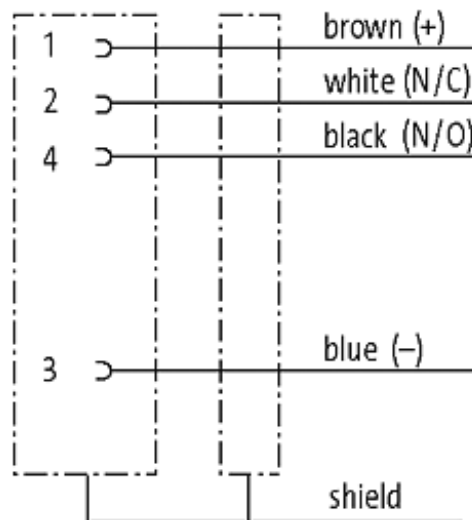 1 brown (+)
2 white (N/C)
4 black (N/O)
3 blue (–)
shield